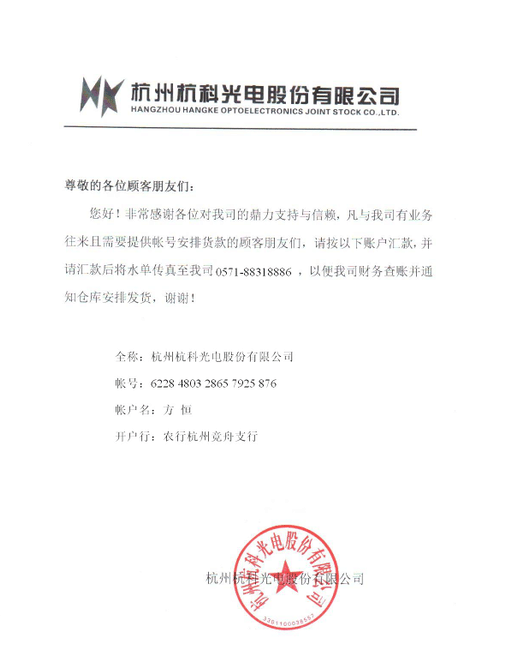 杭州杭科光电股份有限公司
HANGZHOU HANGKE OPTOELECTRONICS JOINT STOCK CO.,LTD.
尊敬的各位顾客朋友们：
您好！非常感谢各位对我司的鼎力支持与信赖，凡与我司有业务
往来且需要提供帐号安排货款的顾客朋友们，请按以下账户汇款，并
请汇款后将水单传真至我司 0571-88318886 ，以便我司财务查账并通
知仓库安排发货，谢谢！
全称：杭州杭科光电股份有限公司
帐号：6228 4803 2865 7925 876
帐户名：方 恒
开户行：农行杭州竞舟支行
杭州杭科光电股份有限公司
杭州杭科光电股份有限公司